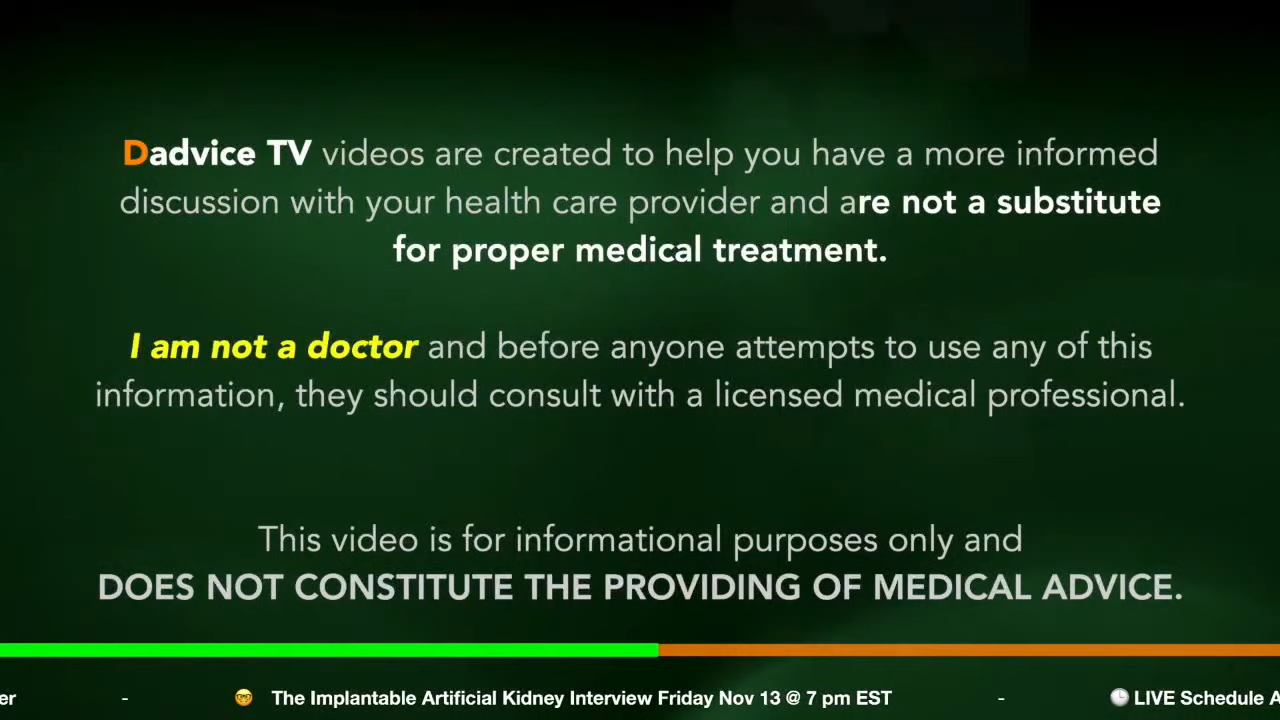 Dadvice TV videos are created to help you have a more informed
discussion with your health care provider and are not a substitute
for proper medical treatment.
I am not a doctor and before anyone attempts to use any of this
information, they should consult with a licensed medical professional.
This video is for informational purposes only and
DOES NOT CONSTITUTE THE PROVIDING OF MEDICAL ADVICE.
er - 🤓 The Implantable Artificial Kidney Interview Friday Nov 13 @ 7 pm EST - 🕒 LIVE Schedule A